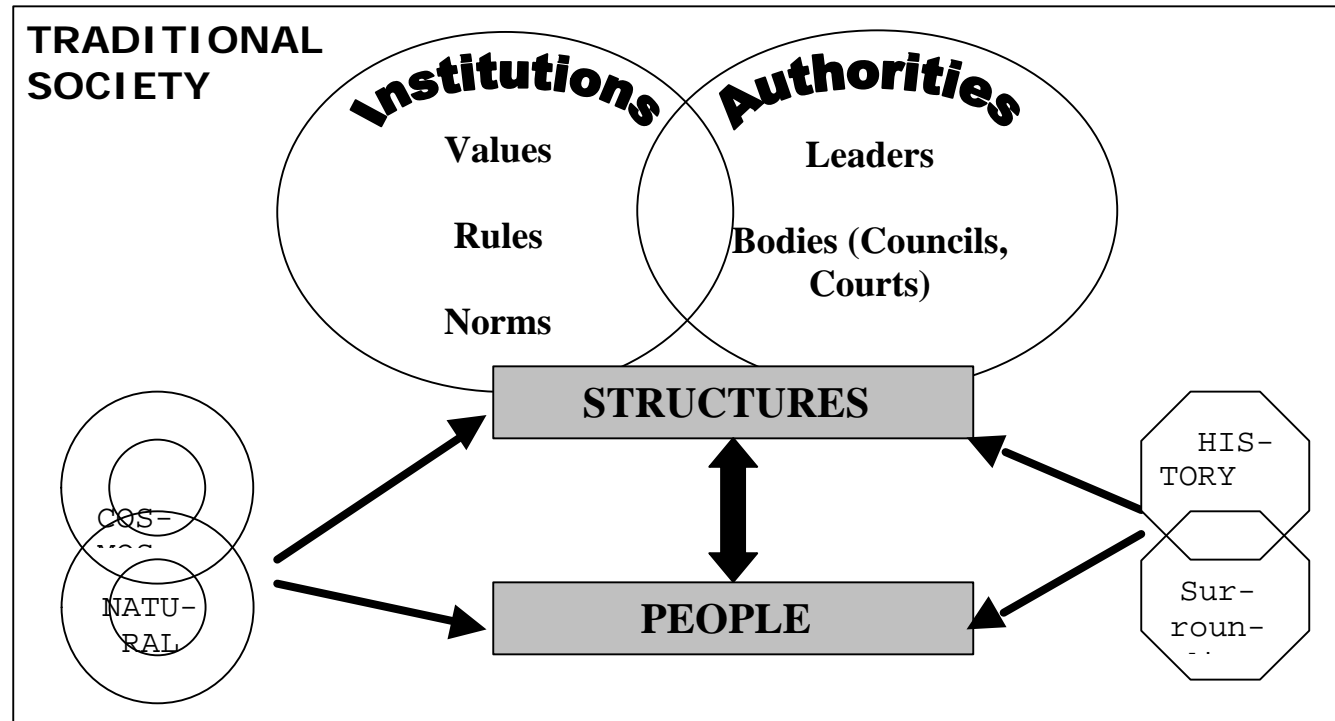 TRADITIONAL
SOCIETY
Institutions
Values
Rules
Norms
Authorities
Leaders
Bodies (Councils,
Courts)
STRUCTURES
COS-
NATU-
RAL
HIS-
TORY
Sur-
roun-
PEOPLE